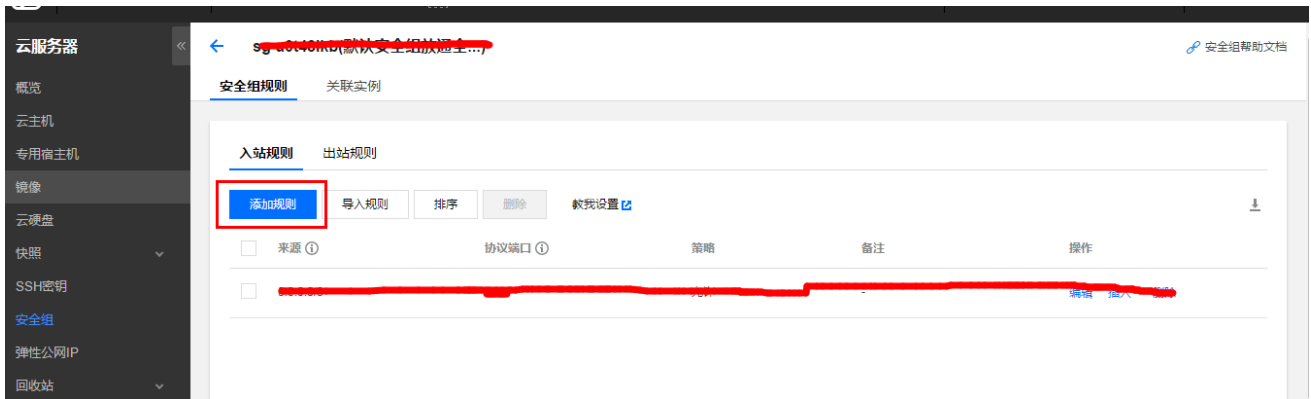 云服务器
安全组帮助文档
概览
安全组规则 关联实例
云主机
专用宿主机
入站规则 出站规则
镜像
添加规则 导入规则 排序 删除 教我设置
云硬盘
快照
来源 协议端口 策略 备注 操作
SSH密钥
安全组
弹性公网IP
回收站